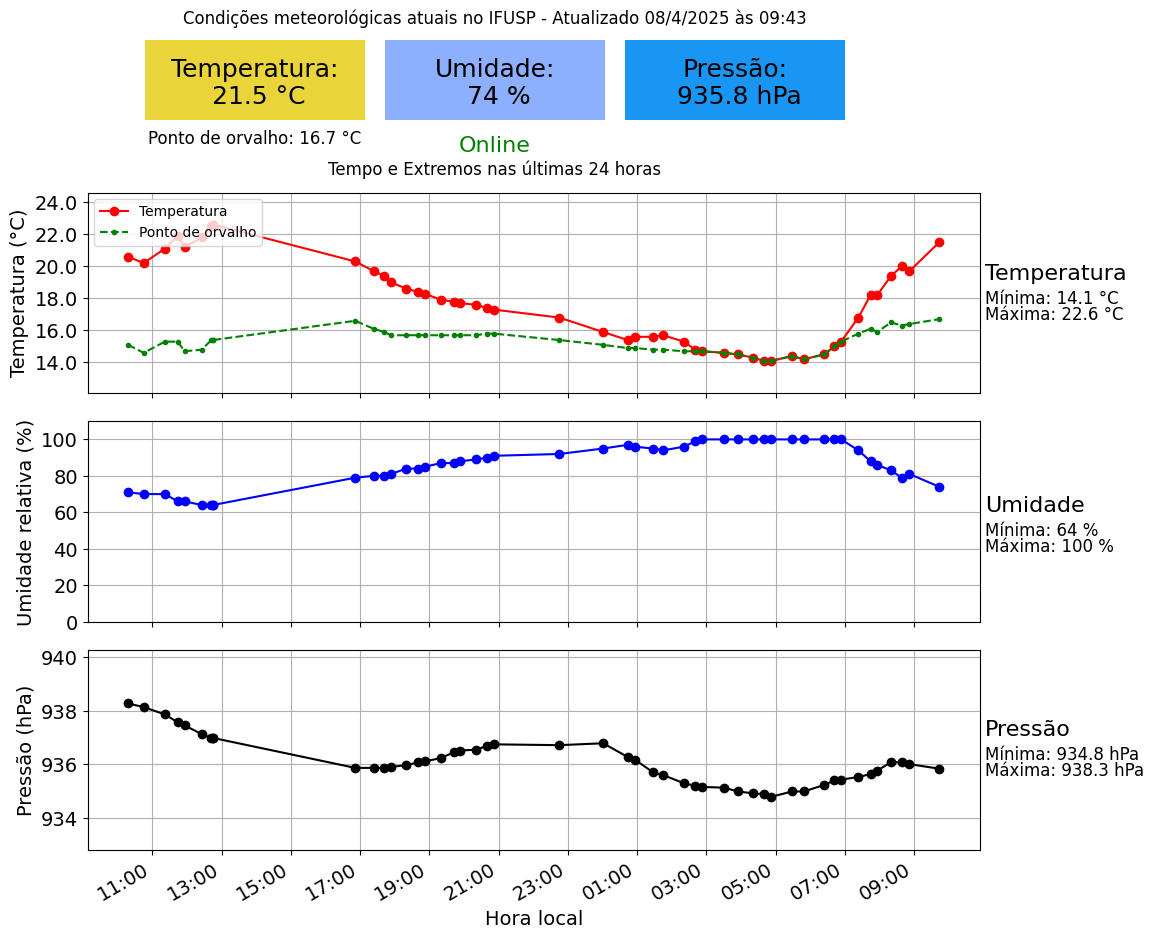 Condições meteorológicas atuais no IFUSP - Atualizado 08/4/2025 às 09:43
Temperatura:
21.5 °C
Umidade:
74 %
Pressão:
935.8 hPa
Ponto de orvalho: 16.7 °C
Online
Tempo e Extremos nas últimas 24 horas
Temperatura (°C)
24.0
22.0
20.0
18.0
16.0
14.0
Temperatura
Ponto de orvalho
Temperatura
Mínima: 14.1 °C
Máxima: 22.6 °C
Umidade relativa (%)
100
80
60
40
20
0
Umidade
Mínima: 64 %
Máxima: 100 %
Pressão (hPa)
940
938
936
934
Pressão
Mínima: 934.8 hPa
Máxima: 938.3 hPa
11:00
13:00
15:00
17:00
19:00
21:00
23:00
01:00
03:00
05:00
07:00
09:00
Hora local